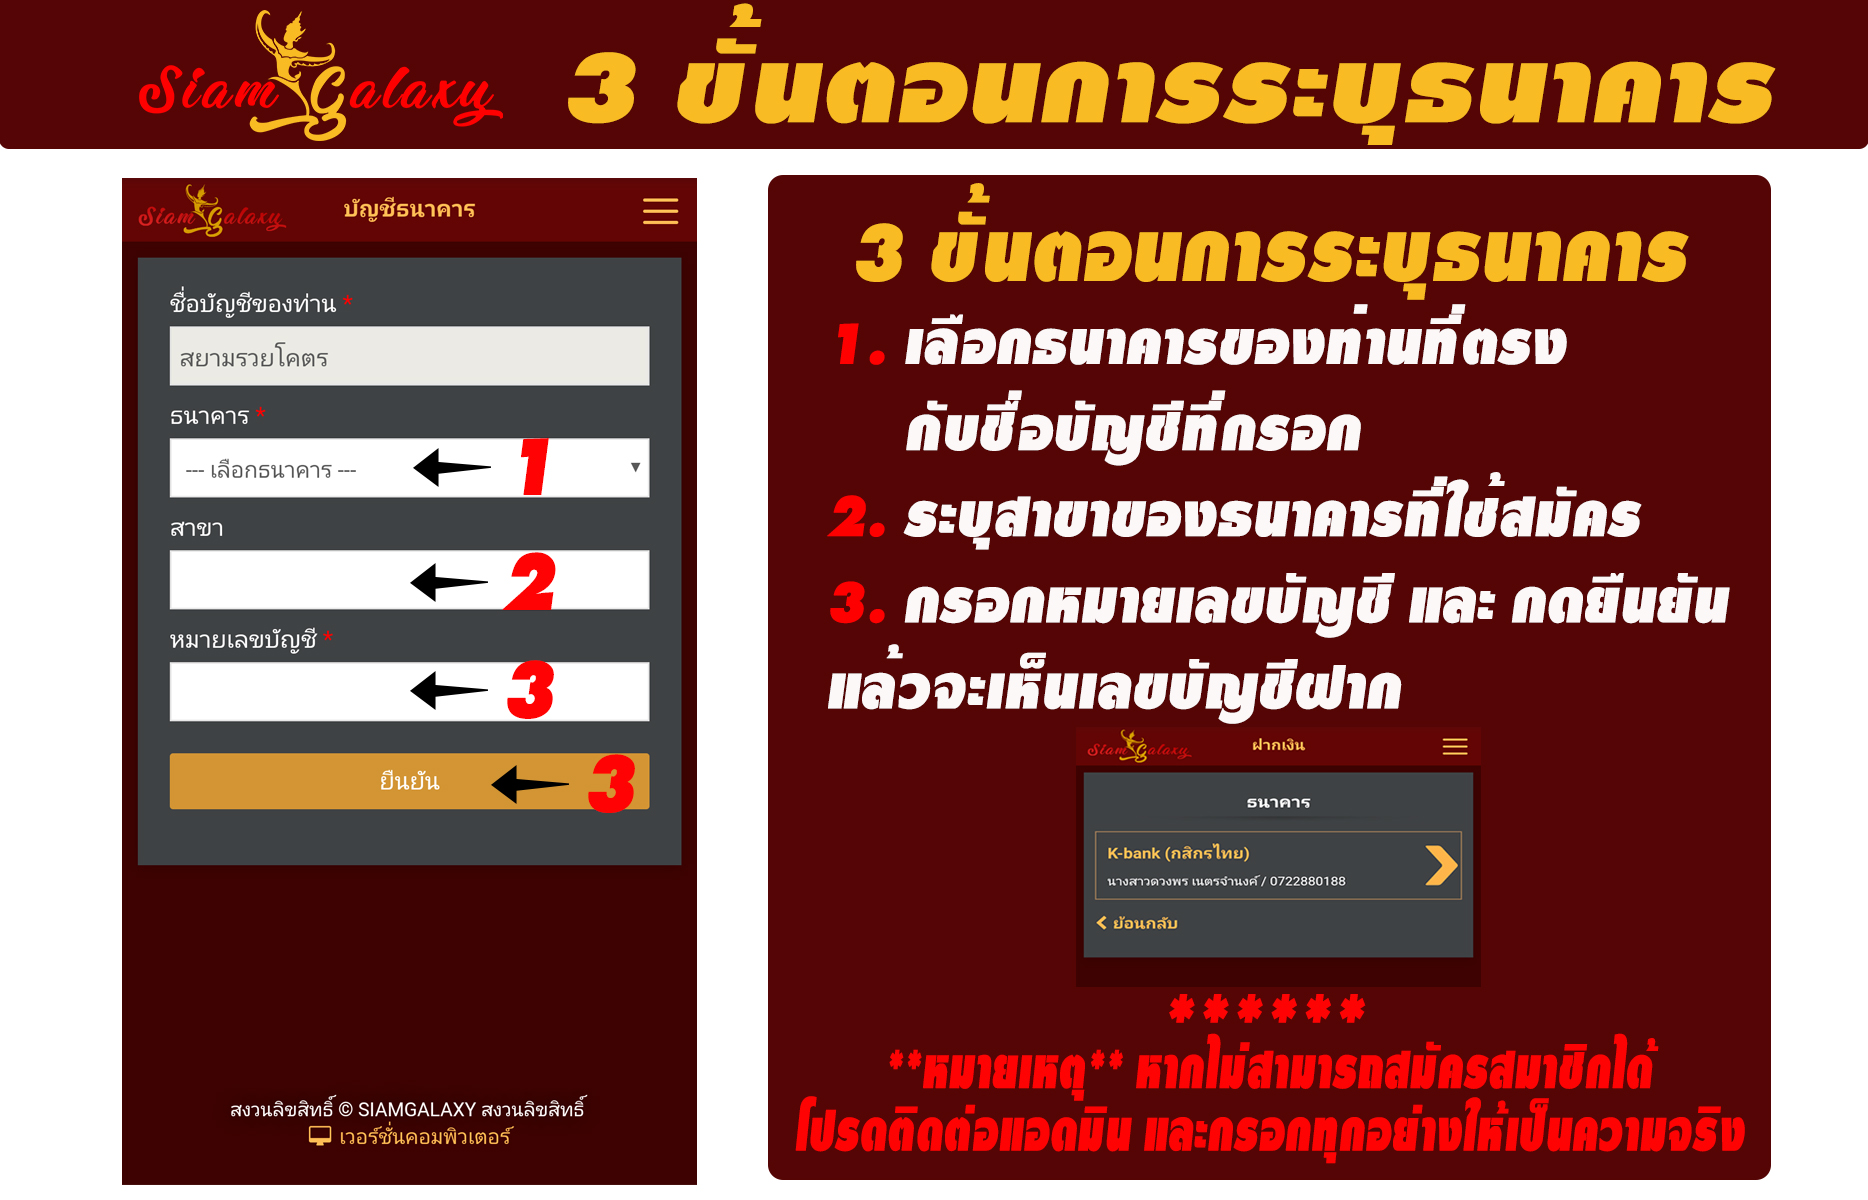 Siam Galaxy
3 ขั้นตอนการระบุธนาคาร
Siam Galaxy
บัญชีธนาคาร
ชื่อบัญชีของท่าน *
สยามรวยโคตร
ธนาคาร *
--- เลือกธนาคาร ---
1
สาขา
2
หมายเลขบัญชี *
3
ยืนยัน
3
สงวนลิขสิทธิ์ © SIAMGALAXY สงวนลิขสิทธิ์
เวอร์ชั่นคอมพิวเตอร์
3 ขั้นตอนการระบุธนาคาร
1. เลือกธนาคารของท่านที่ตรง
กับชื่อบัญชีที่กรอก
2. ระบุสาขาของธนาคารที่ใช้สมัคร
3. กรอกหมายเลขบัญชี และ กดยืนยัน
แล้วจะเห็นเลขบัญชีฝาก
Siam Galaxy
ฝากเงิน
ธนาคาร
K-bank (กสิกรไทย)
นางสาวดวงพร เนตรจำนงค์ / 0722880188
ย้อนกลับ
******
**หมายเหตุ** หากไม่สามารถสมัครสมาชิกได้
โปรดติดต่อแอดมิน และกรอกทุกอย่างให้เป็นความจริง